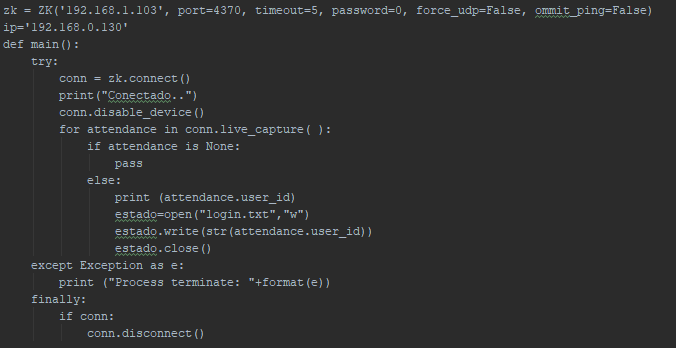 zk = ZK('192.168.1.103', port=4370, timeout=5, password=0, force_udp=False, ommit_ping=False)
ip='192.168.0.130'
def main():
    try:
        conn = zk.connect()
        print("Conectado..")
        conn.disable_device()
        for attendance in conn.live_capture( ):
            if attendance is None:
                pass
            else:
                print (attendance.user_id)
                estado=open("login.txt","w")
                estado.write(str(attendance.user_id))
                estado.close()
    except Exception as e:
        print ("Process terminate: "+format(e))
    finally:
        if conn:
            conn.disconnect()